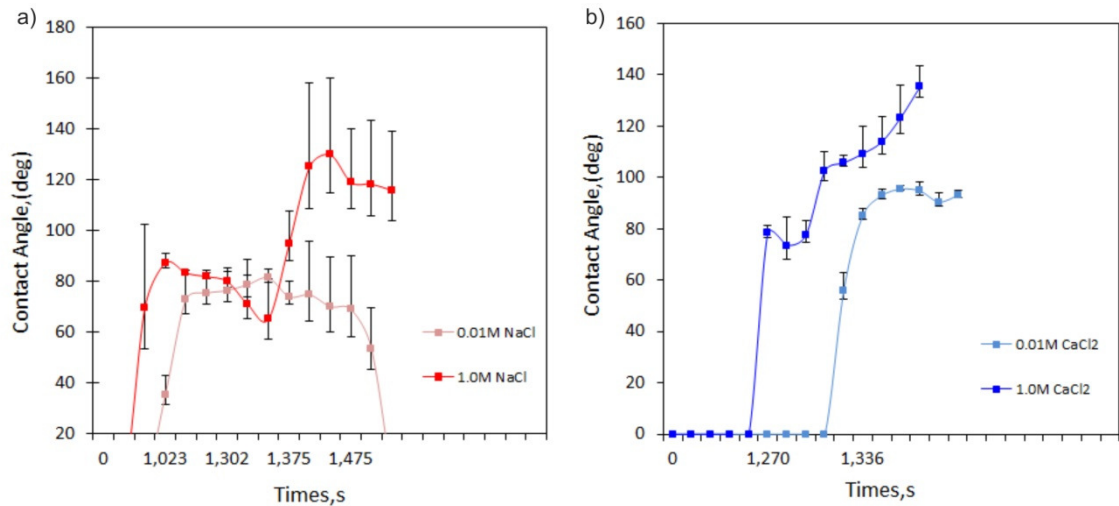 a)
180
160
140
120
100
80
60
40
20
Contact Angle,(deg)
0.01M NaCl
1.0M NaCl
0 1,023 1,302 1,375 1,475
Times,s
b)
160
140
120
100
80
60
40
20
0
Contact Angle,(deg)
0.01M CaCl2
1.0M CaCl2
0 1,270 1,336
Times,s